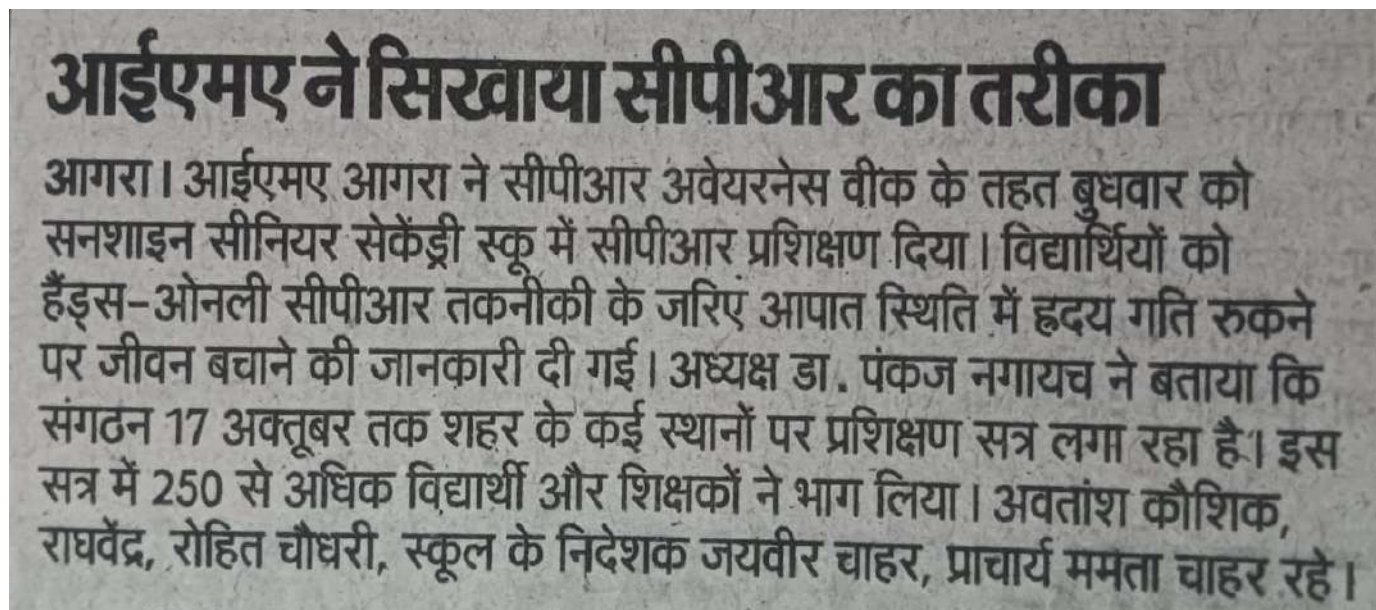 आईएमए ने सिखाया सीपीआर का तरीका
आगरा। आईएमए आगरा ने सीपीआर अवेयरनेस वीक के तहत बुधवार को
सनशाइन सीनियर सेकेंड्री स्कू में सीपीआर प्रशिक्षण दिया। विद्यार्थियों को
हैंड्स-ओनली सीपीआर तकनीकी के जरिए आपात स्थिति में ह्रदय गति रुकने
पर जीवन बचाने की जानकारी दी गई। अध्यक्ष डा. पंकज नगायच ने बताया कि
संगठन 17 अक्तूबर तक शहर के कई स्थानों पर प्रशिक्षण सत्र लगा रहा है। इस
सत्र में 250 से अधिक विद्यार्थी और शिक्षकों ने भाग लिया। अवतांश कौशिक,
राघवेंद्र, रोहित चौधरी, स्कूल के निदेशक जयवीर चाहर, प्राचार्य ममता चाहर रहे।